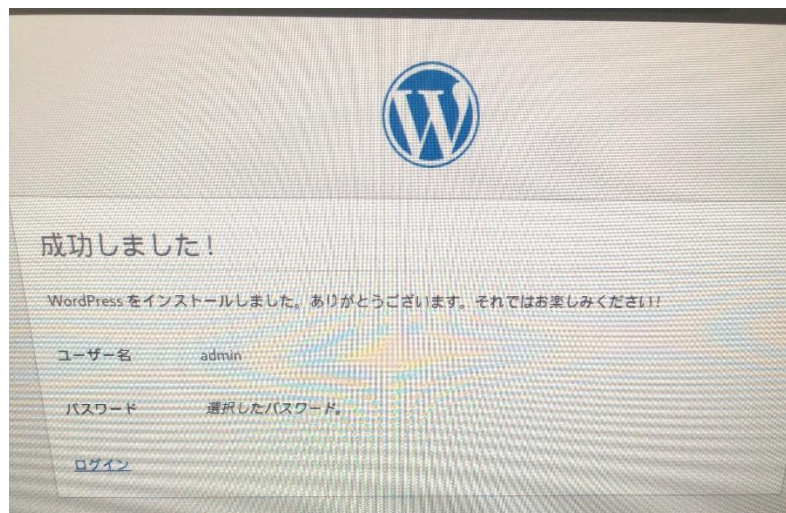 成功しました！
WordPress をインストールしました。ありがとうございます。それではお楽しみください！
ユーザー名 admin
パスワード 選択したパスワード。
ログイン